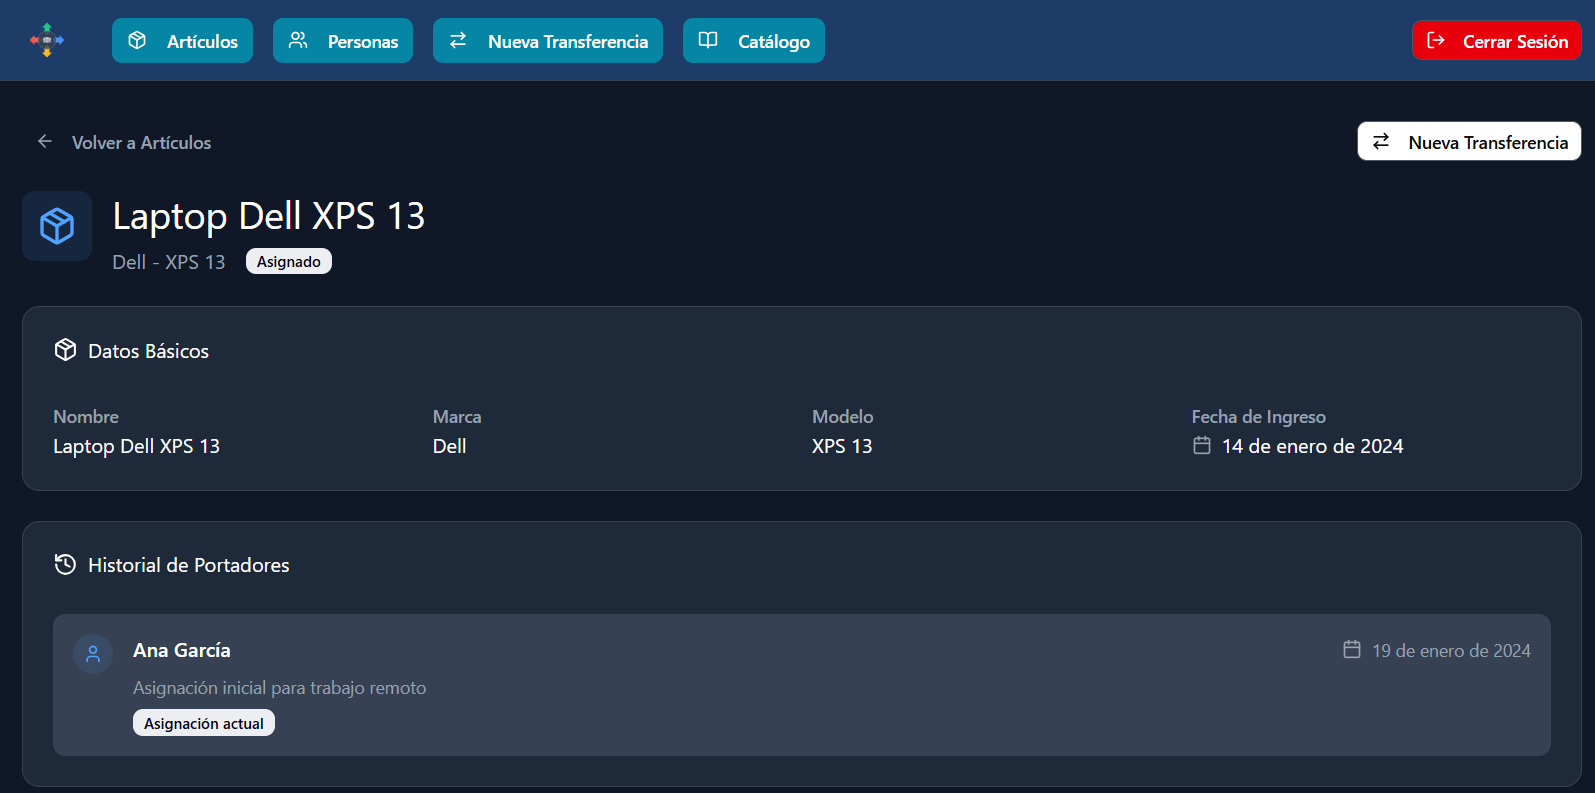 Artículos Personas Nueva Transferencia Catálogo Cerrar Sesión
Volver a Artículos Nueva Transferencia
Laptop Dell XPS 13
Dell - XPS 13 Asignado
Datos Básicos
Nombre Marca Modelo Fecha de Ingreso
Laptop Dell XPS 13 Dell XPS 13 14 de enero de 2024
Historial de Portadores
Ana García 19 de enero de 2024
Asignación inicial para trabajo remoto
Asignación actual